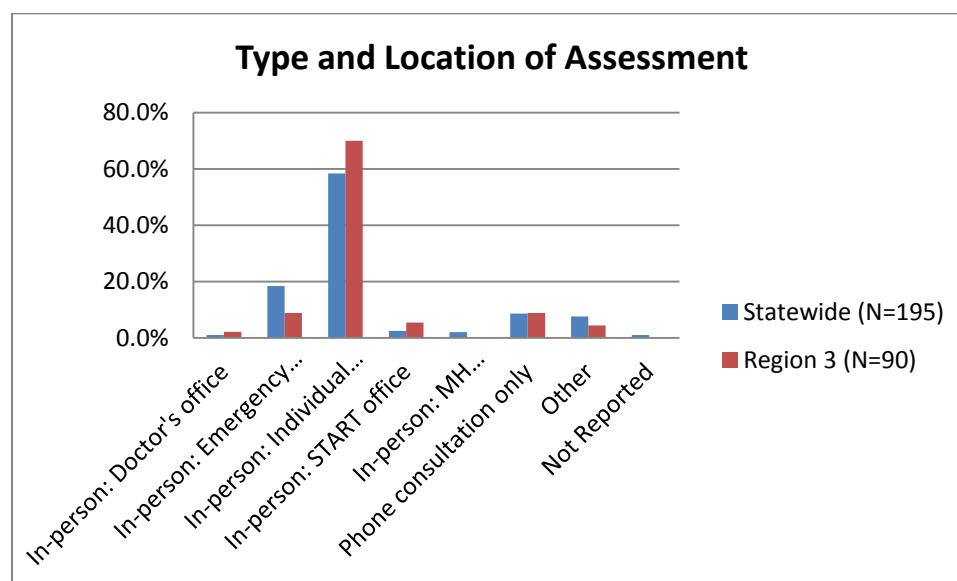 Type and Location of Assessment
80.0%
60.0%
40.0%
20.0%
0.0%
In-person: Doctor's office
In-person: Emergency...
In-person: Individual...
In-person: START office
In-person: MH...
Phone consultation only
Other
Not Reported
Statewide (N=195)
Region 3 (N=90)